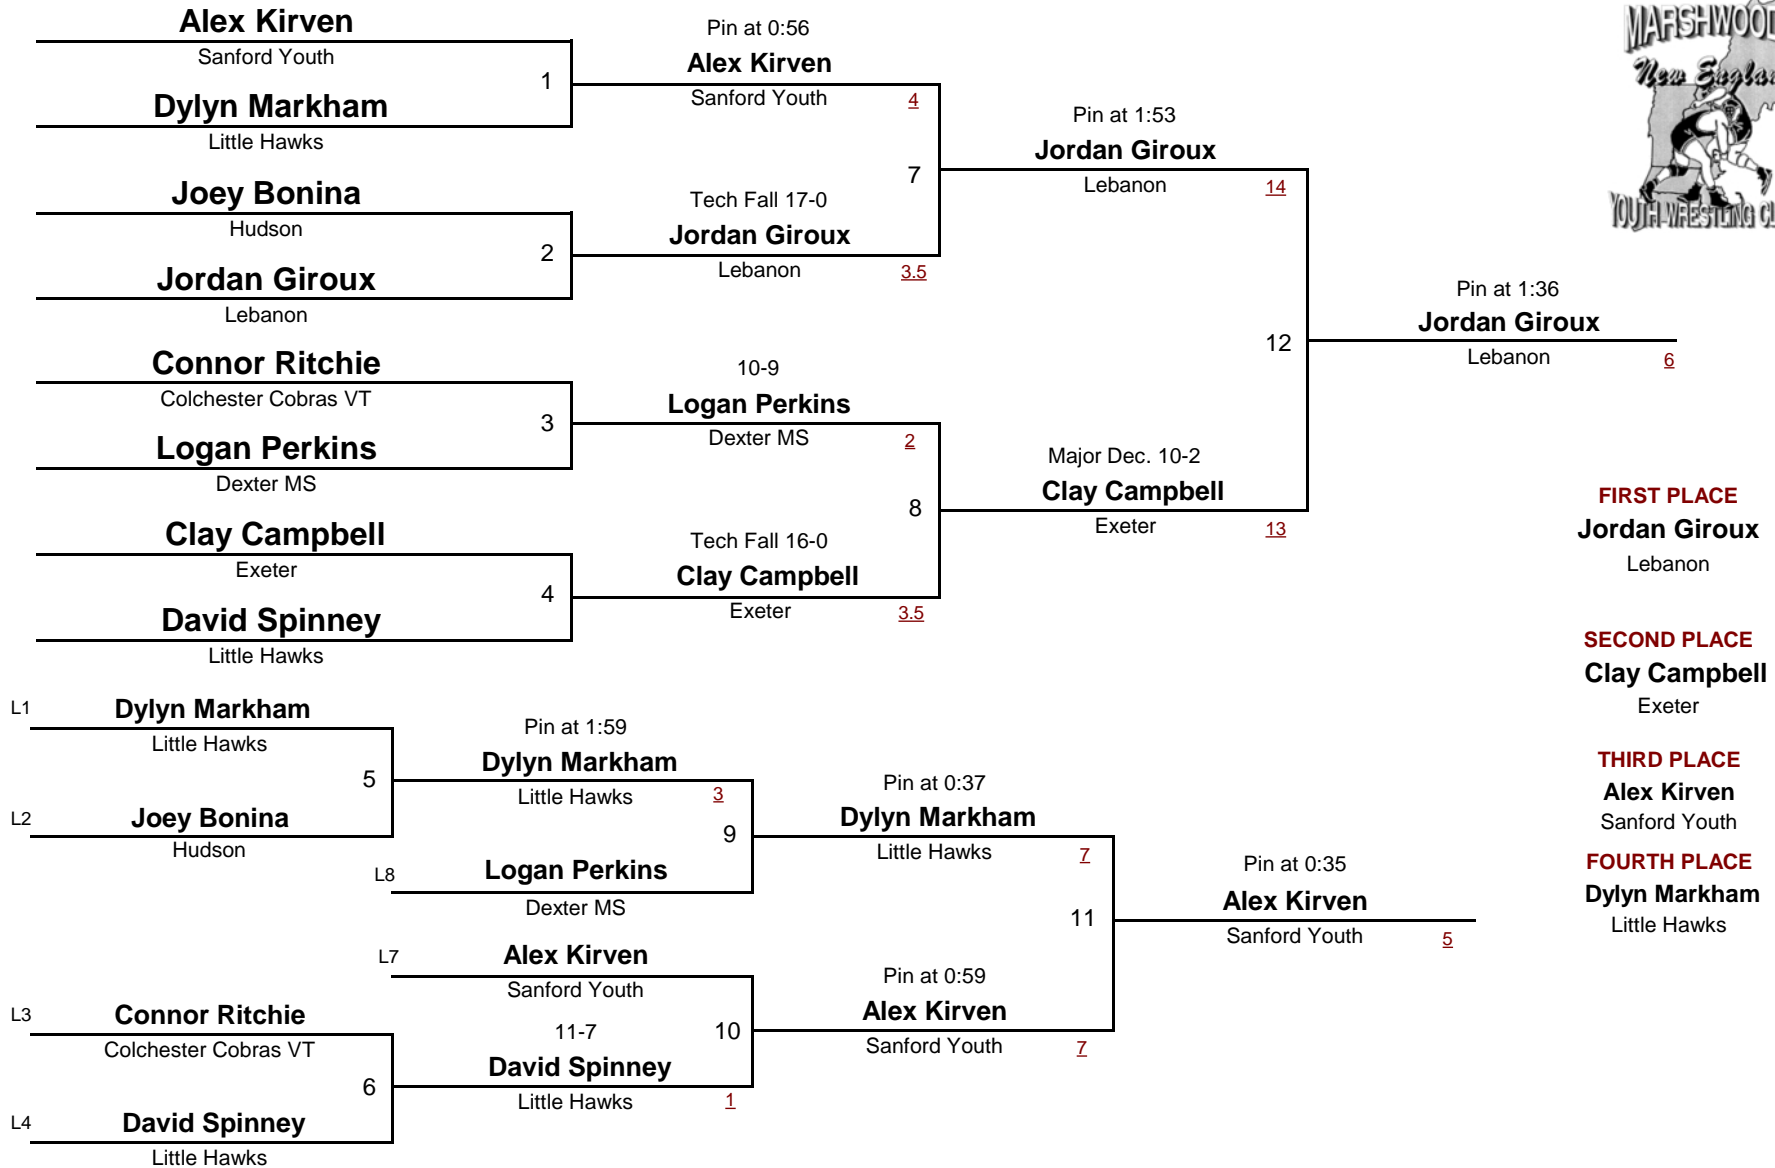 Alex Kirven
Sanford Youth
1
Dylyn Markham
Little Hawks
Joey Bonina
Hudson
2
Jordan Giroux
Lebanon
Connor Ritchie
Colchester Cobras VT
3
Logan Perkins
Dexter MS
Clay Campbell
Exeter
4
David Spinney
Little Hawks
Pin at 0:56
Alex Kirven
Sanford Youth 4
7
Tech Fall 17-0
Jordan Giroux
Lebanon 3.5
10-9
Logan Perkins
Dexter MS 2
8
Tech Fall 16-0
Clay Campbell
Exeter 3.5
Pin at 1:53
Jordan Giroux
Lebanon 14
12
Major Dec. 10-2
Clay Campbell
Exeter 13
Pin at 1:36
Jordan Giroux
Lebanon 6
MARSHWOOD
New Englan
YOUTH WRESTLING CL
FIRST PLACE
Jordan Giroux
Lebanon
SECOND PLACE
Clay Campbell
Exeter
THIRD PLACE
Alex Kirven
Sanford Youth
FOURTH PLACE
Dylyn Markham
Little Hawks
L1 Dylyn Markham
Little Hawks
5
L2 Joey Bonina
Hudson
Pin at 1:59
Dylyn Markham
Little Hawks 3
9
L8 Logan Perkins
Dexter MS
L7 Alex Kirven
Sanford Youth
L3 Connor Ritchie
Colchester Cobras VT
6
L4 David Spinney
Little Hawks
11-7 10
David Spinney
Little Hawks 1
Pin at 0:37
Dylyn Markham
Little Hawks 7
11
Pin at 0:59
Alex Kirven
Sanford Youth 7
Pin at 0:35
Alex Kirven
Sanford Youth 5